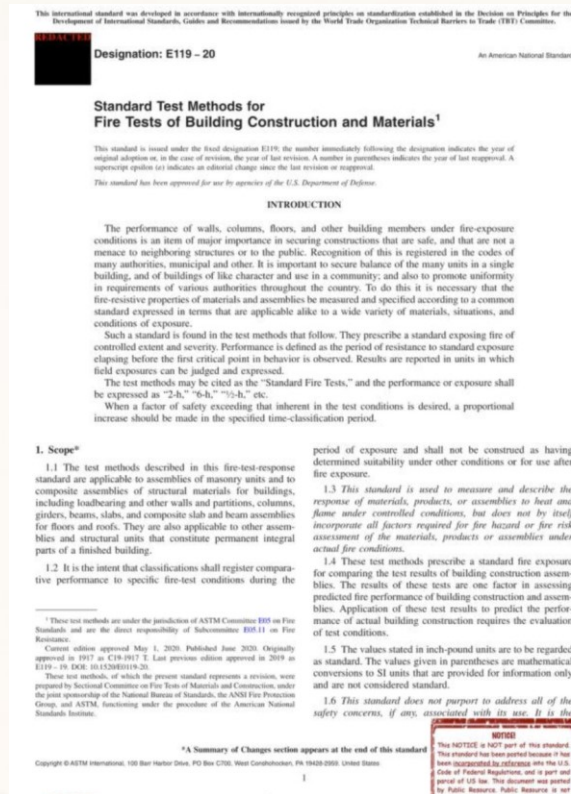 This international standard was developed in accordance with internationally recognized principles on standardization established in the Decision on Principles for the
Development of International Standards, Guides and Recommendations issued by the World Trade Organization Technical Barriers to Trade (TBT) Committee.
REDACTED
Designation: E119 – 20
An American National Standard
Standard Test Methods for
Fire Tests of Building Construction and Materials¹
This standard is issued under the fixed designation E119; the number immediately following the designation indicates the year of
original adoption or, in the case of revision, the year of last revision. A number in parentheses indicates the year of last reapproval. A
superscript epsilon (ε) indicates an editorial change since the last revision or reapproval.
This standard has been approved for use by agencies of the U.S. Department of Defense.
INTRODUCTION
The performance of walls, columns, floors, and other building members under fire-exposure
conditions is an item of major importance in securing constructions that are safe, and that are not a
menace to neighboring structures or to the public. Recognition of this is registered in the codes of
many authorities, municipal and other. It is important to secure balance of the many units in a single
building, and of buildings of like character and use in a community; and also to promote uniformity
in requirements of various authorities throughout the country. To do this it is necessary that the
fire-resistive properties of materials and assemblies be measured and specified according to a common
standard expressed in terms that are applicable alike to a wide variety of materials, situations, and
conditions of exposure.
Such a standard is found in the test methods that follow. They prescribe a standard exposing fire of
controlled extent and severity. Performance is defined as the period of resistance to standard exposure
elapsing before the first critical point in behavior is observed. Results are reported in units in which
field exposures can be judged and expressed.
The test methods may be cited as the “Standard Fire Tests,” and the performance or exposure shall
be expressed as “2-h,” “6-h,” “½-h,” etc.
When a factor of safety exceeding that inherent in the test conditions is desired, a proportional
increase should be made in the specified time-classification period.
1. Scope*
1.1 The test methods described in this fire-test-response
standard are applicable to assemblies of masonry units and to
composite assemblies of structural materials for buildings,
including loadbearing and other walls and partitions, columns,
girders, beams, slabs, and composite slab and beam assemblies
for floors and roofs. They are also applicable to other assem-
blies and structural units that constitute permanent integral
parts of a finished building.
1.2 It is the intent that classifications shall register compara-
tive performance to specific fire-test conditions during the
¹ These test methods are under the jurisdiction of ASTM Committee E05 on Fire
Standards and are the direct responsibility of Subcommittee E05.11 on Fire
Resistance.
Current edition approved May 1, 2020. Published June 2020. Originally
approved in 1917 as C19-1917 T. Last previous edition approved in 2019 as
E119 – 19. DOI: 10.1520/E0119-20.
These test methods, of which the present standard represents a revision, were
prepared by Sectional Committee on Fire Tests of Materials and Construction, under
the joint sponsorship of the National Bureau of Standards, the ANSI Fire Protection
Group, and ASTM, functioning under the procedure of the American National
Standards Institute.
period of exposure and shall not be construed as having
determined suitability under other conditions or for use after
fire exposure.
1.3 This standard is used to measure and describe the
response of materials, products, or assemblies to heat and
flame under controlled conditions, but does not by itself
incorporate all factors required for fire hazard or fire risk
assessment of the materials, products or assemblies under
actual fire conditions.
1.4 These test methods prescribe a standard fire exposure
for comparing the test results of building construction assem-
blies. The results of these tests are one factor in assessing
predicted fire performance of building construction and assem-
blies. Application of these test results to predict the perfor-
mance of actual building construction requires the evaluation
of test conditions.
1.5 The values stated in inch-pound units are to be regarded
as standard. The values given in parentheses are mathematical
conversions to SI units that are provided for information only
and are not considered standard.
1.6 This standard does not purport to address all of the
safety concerns, if any, associated with its use. It is the
*A Summary of Changes section appears at the end of this standard
Copyright © ASTM International, 100 Barr Harbor Drive, PO Box C700, West Conshohocken, PA 19428-2959. United States
1
NOTICE!
This NOTICE is NOT part of this standard.
This standard has been posted because it has
been incorporated by reference into the U.S.
Code of Federal Regulations, and is part and
parcel of US law. This document was posted
by Public Resource. Public Resource is not